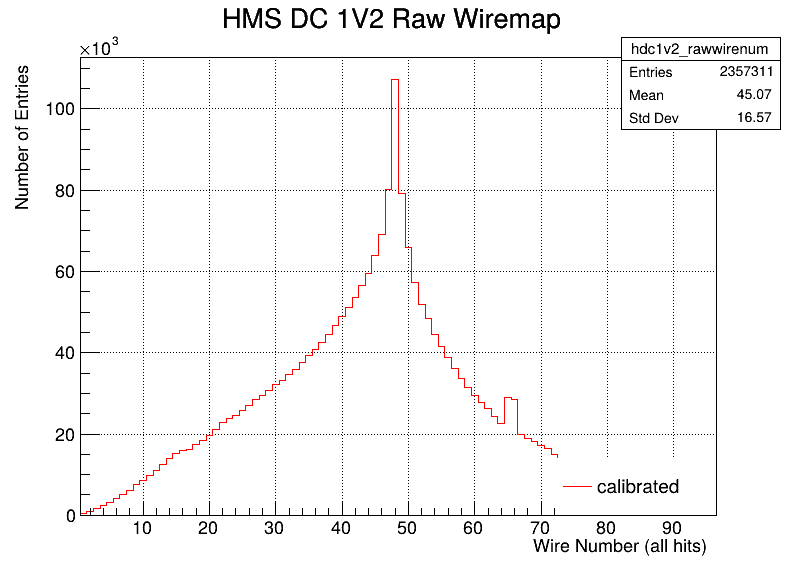 HMS DC 1V2 Raw Wiremap
×10³
hdc1v2_rawwirenum
Entries 2357311
Mean 45.07
Std Dev 16.57
Number of Entries
100
80
60
40
20
0
calibrated
10 20 30 40 50 60 70 80 90
Wire Number (all hits)